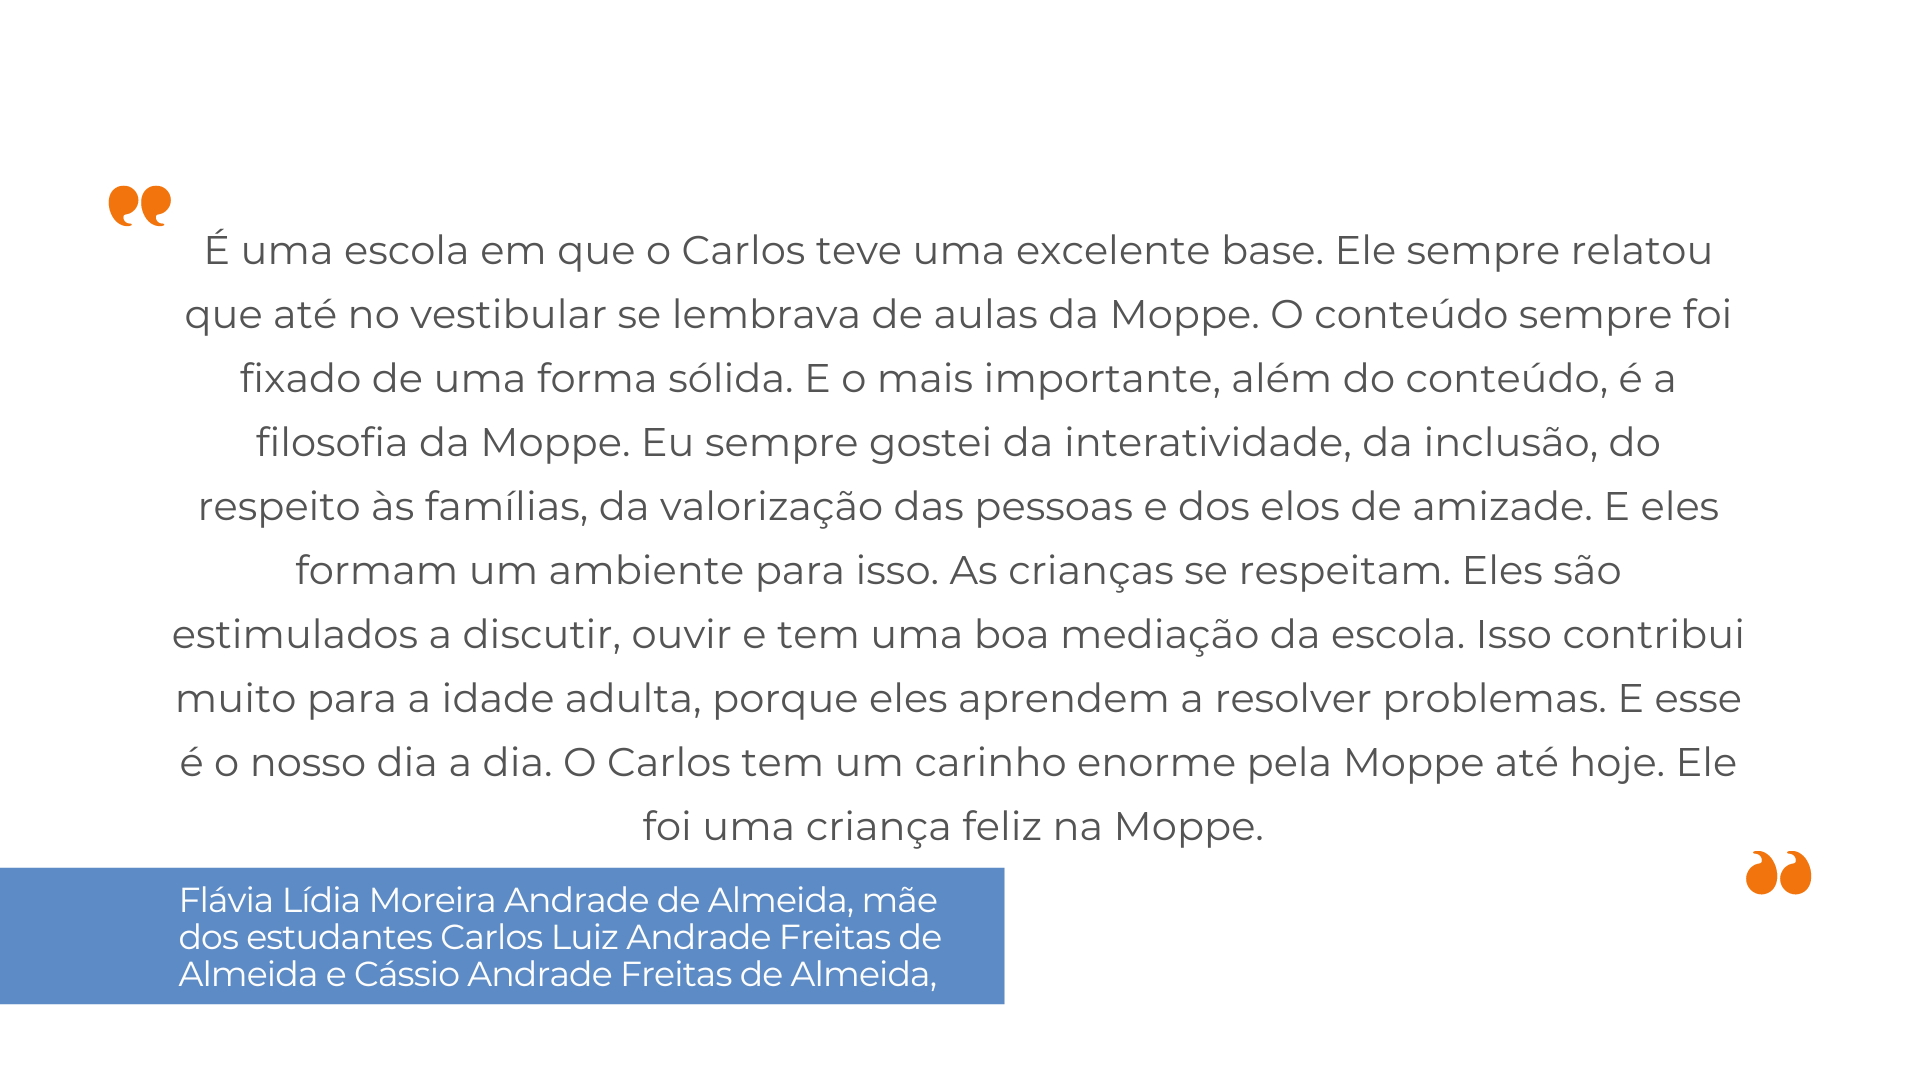 É uma escola em que o Carlos teve uma excelente base. Ele sempre relatou
que até no vestibular se lembrava de aulas da Moppe. O conteúdo sempre foi
fixado de uma forma sólida. E o mais importante, além do conteúdo, é a
filosofia da Moppe. Eu sempre gostei da interatividade, da inclusão, do
respeito às famílias, da valorização das pessoas e dos elos de amizade. E eles
formam um ambiente para isso. As crianças se respeitam. Eles são
estimulados a discutir, ouvir e tem uma boa mediação da escola. Isso contribui
muito para a idade adulta, porque eles aprendem a resolver problemas. E esse
é o nosso dia a dia. O Carlos tem um carinho enorme pela Moppe até hoje. Ele
foi uma criança feliz na Moppe.
Flávia Lídia Moreira Andrade de Almeida, mãe
dos estudantes Carlos Luiz Andrade Freitas de
Almeida e Cássio Andrade Freitas de Almeida,